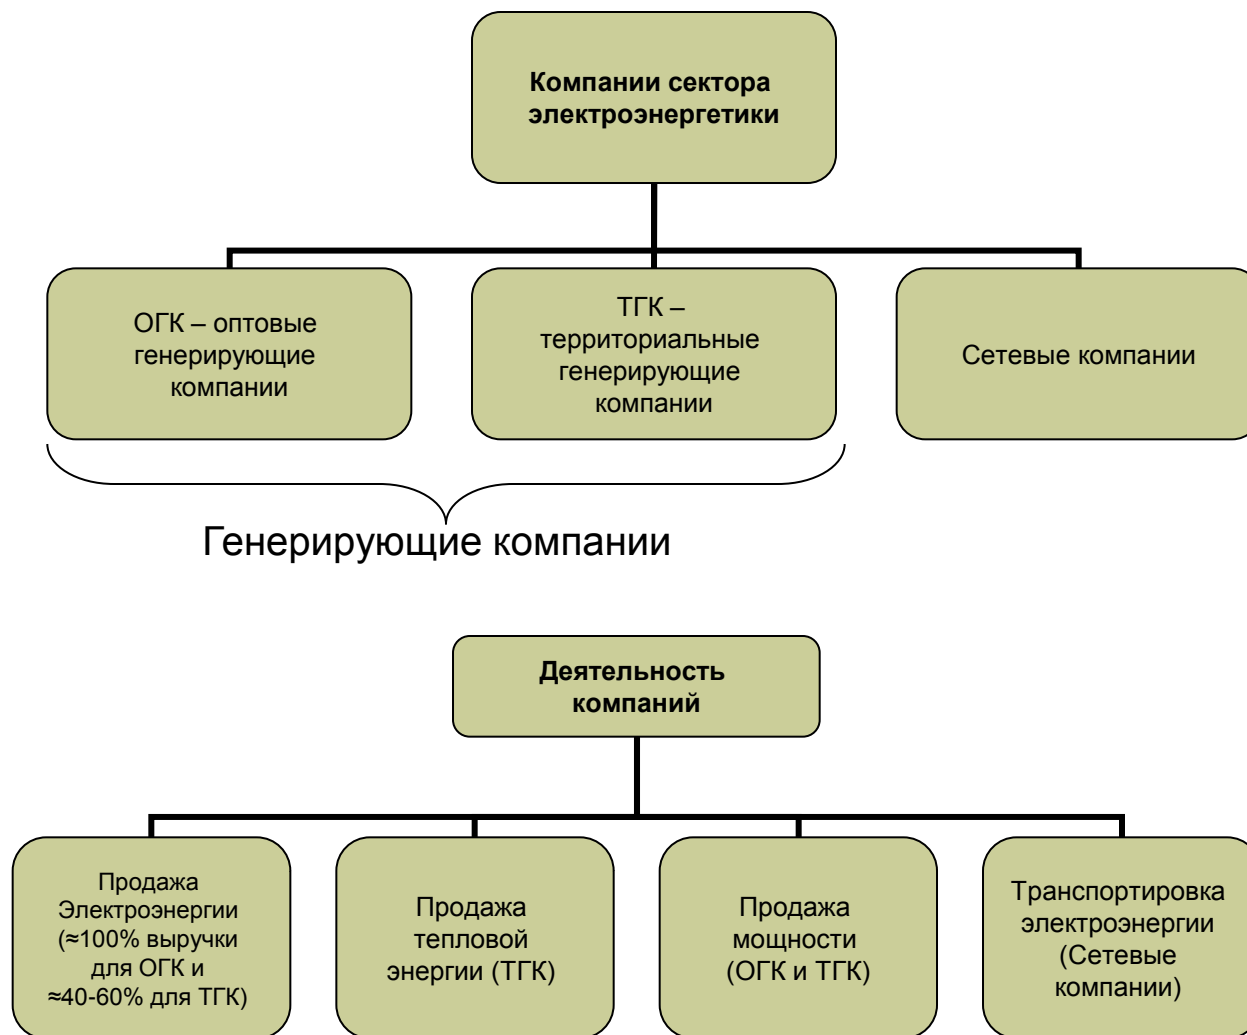 Компании сектора
электроэнергетики
ОГК – оптовые
генерирующие
компании
ТГК –
территориальные
генерирующие
компании
Сетевые компании
Генерирующие компании
Деятельность
компаний
Продажа
Электроэнергии
(≈100% выручки
для ОГК и
≈40-60% для ТГК)
Продажа
тепловой
энергии (ТГК)
Продажа
мощности
(ОГК и ТГК)
Транспортировка
электроэнергии
(Сетевые
компании)